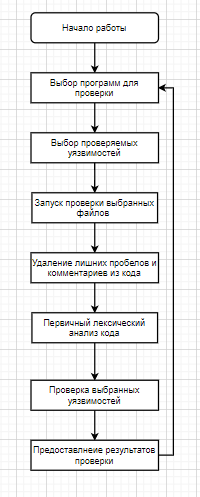 Начало работы
Выбор программ для
проверки
Выбор проверяемых
уязвимостей
Запуск проверки выбранных
файлов
Удаление лишних пробелов и
комментариев из кода
Первичный лексический
анализ кода
Проверка выбранных
уязвимостей
Предоставлнеие результатов
проверки